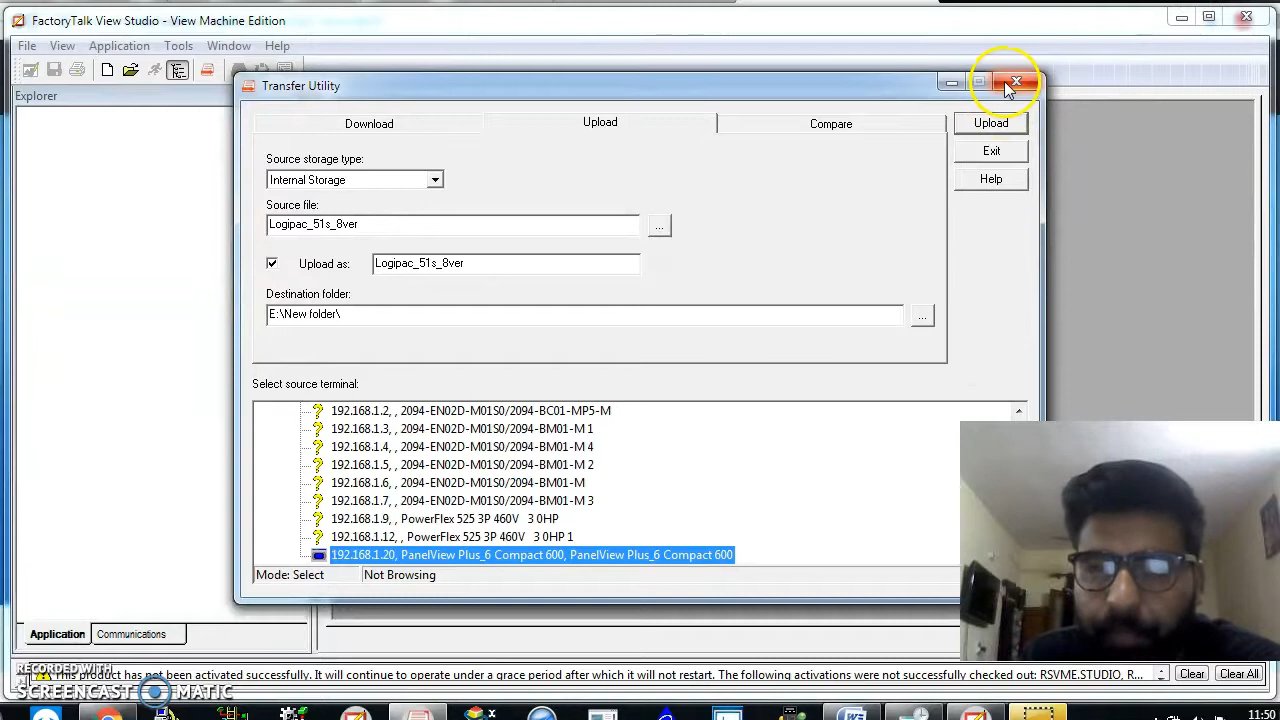 FactoryTalk View Studio - View Machine Edition
File View Application Tools Window Help
Explorer
Transfer Utility
Download Upload Compare
Upload
Exit
Help
Source storage type:
Internal Storage
Source file:
Logipac_51s_8ver
...
Upload as: Logipac_51s_8ver
Destination folder:
E:\New folder\
...
Select source terminal:
192.168.1.2, , 2094-EN02D-M01S0/2094-BC01-MP5-M
192.168.1.3, , 2094-EN02D-M01S0/2094-BM01-M 1
192.168.1.4, , 2094-EN02D-M01S0/2094-BM01-M 4
192.168.1.5, , 2094-EN02D-M01S0/2094-BM01-M 2
192.168.1.6, , 2094-EN02D-M01S0/2094-BM01-M
192.168.1.7, , 2094-EN02D-M01S0/2094-BM01-M 3
192.168.1.9, , PowerFlex 525 3P 460V 3 0HP
192.168.1.12, , PowerFlex 525 3P 460V 3 0HP 1
192.168.1.20, PanelView Plus_6 Compact 600, PanelView Plus_6 Compact 600
Mode: Select Not Browsing
Application Communications
RECORDED WITH
This product has not been activated successfully. It will continue to operate under a grace period after which it will not restart. The following activations were not successfully checked out: RSVME.STUDIO, R...
Clear Clear All
SCREENCAST MATIC
11:50